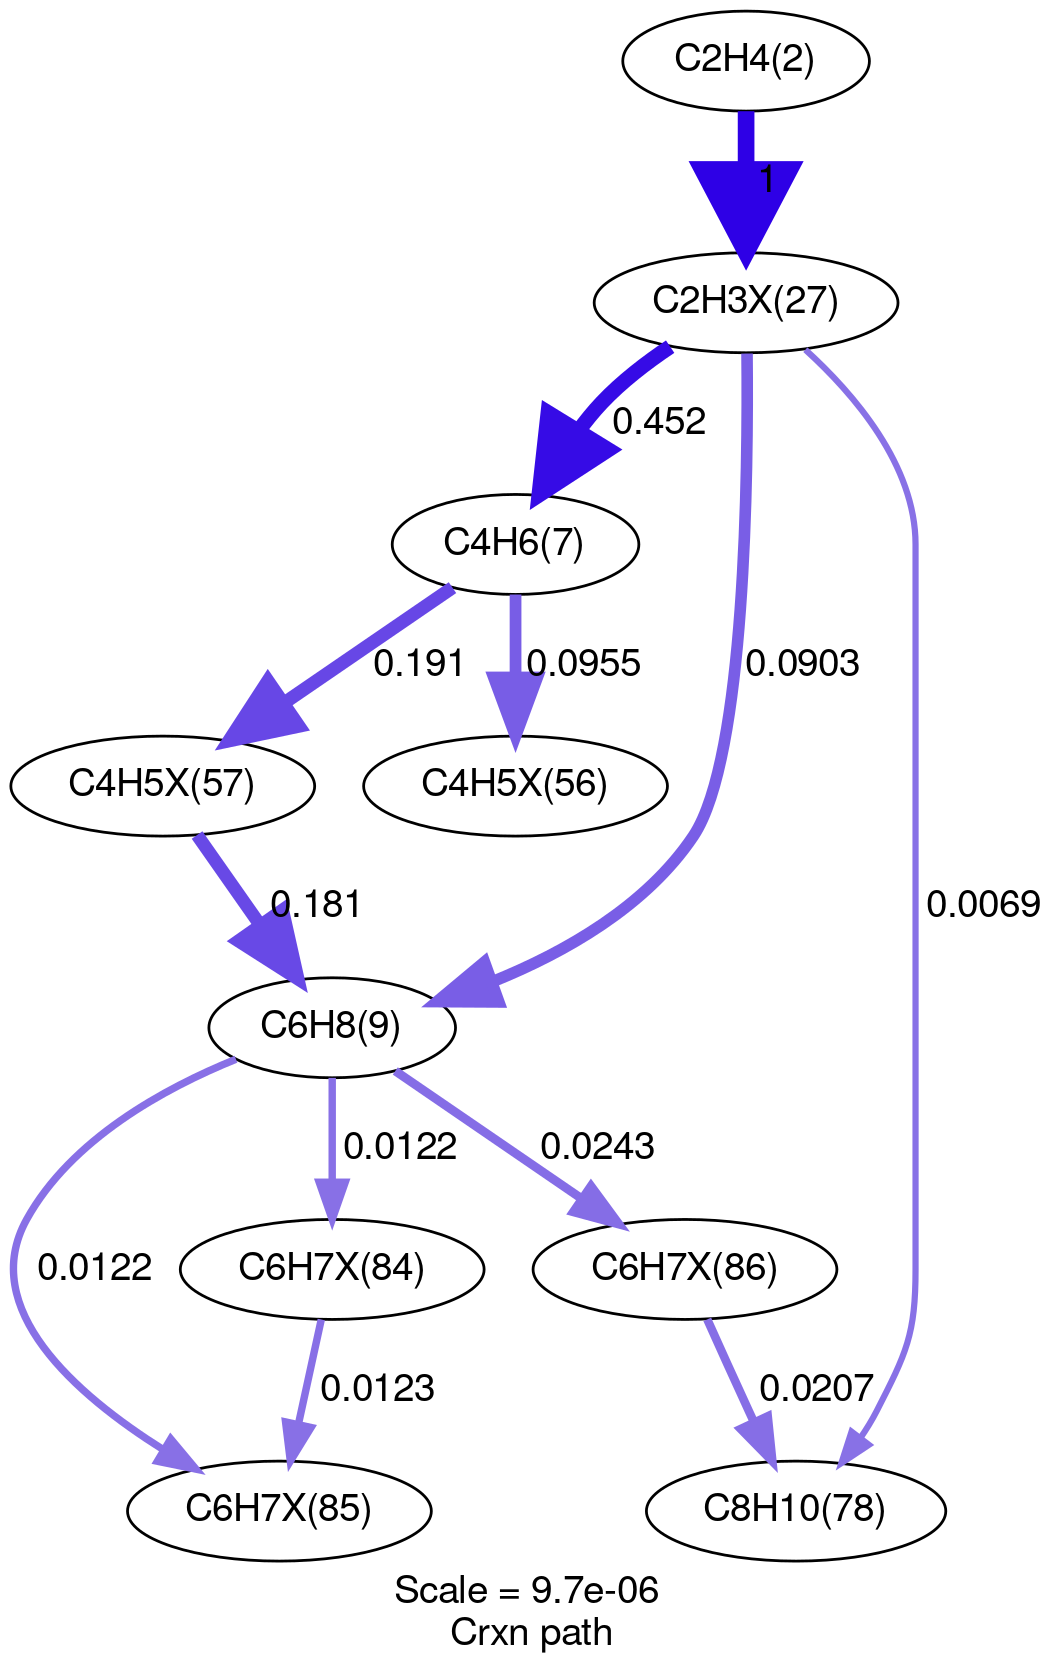 C2H4(2)
1
C2H3X(27)
0.452
C4H6(7)
0.191
0.0955
0.0903
C4H5X(57)
C4H5X(56)
0.181
0.0069
C6H8(9)
0.0122
0.0243
0.0122
C6H7X(84)
C6H7X(86)
0.0123
0.0207
C6H7X(85)
C8H10(78)
Scale = 9.7e-06
Crxn path